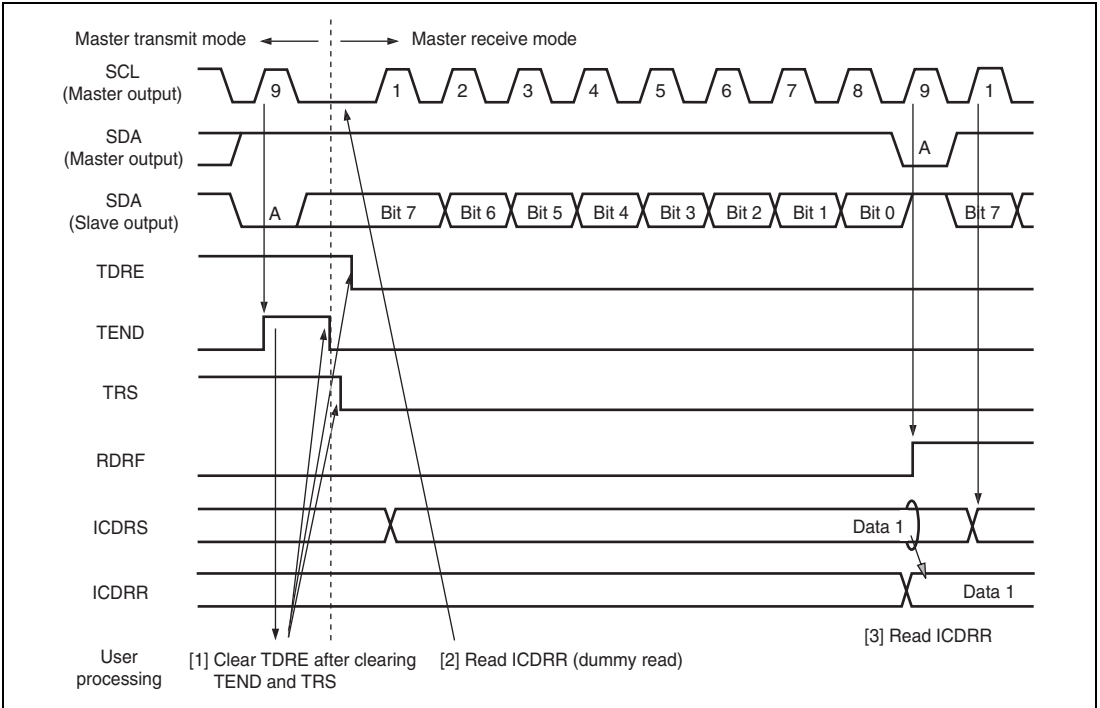 Master transmit mode
Master receive mode
SCL
(Master output)
9 1 2 3 4 5 6 7 8 9 1
SDA
(Master output)
A
SDA
(Slave output)
A Bit 7 Bit 6 Bit 5 Bit 4 Bit 3 Bit 2 Bit 1 Bit 0 Bit 7
TDRE
TEND
TRS
RDRF
ICDRS
Data 1
ICDRR
Data 1
User
processing
[1] Clear TDRE after clearing
TEND and TRS
[2] Read ICDRR (dummy read)
[3] Read ICDRR